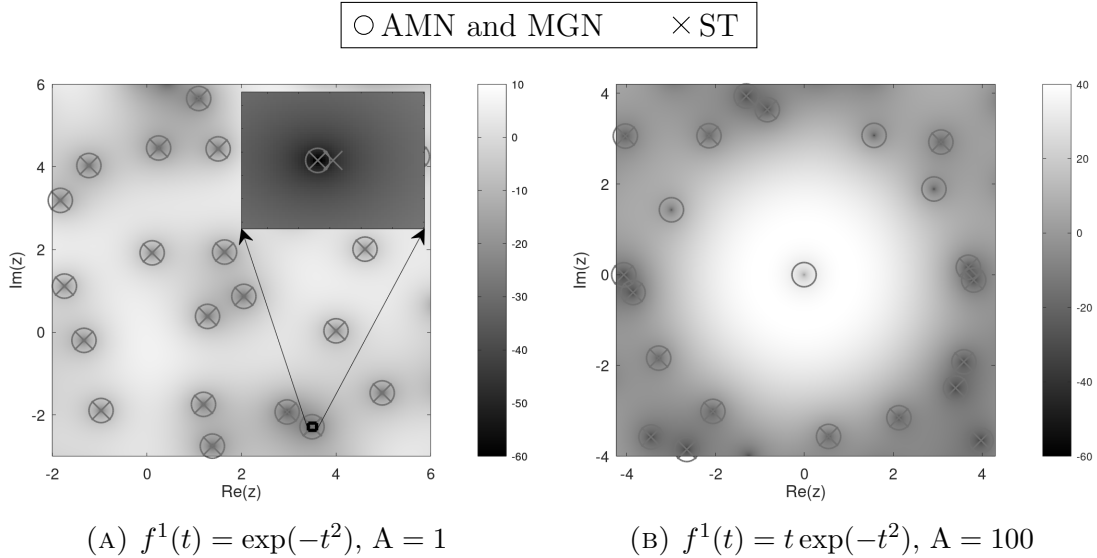 ○ AMN and MGN × ST
6
4
2
0
-2
-2 0 2 4 6
Im(z)
Re(z)
10
0
-10
-20
-30
-40
-50
-60
4
2
0
-2
-4
-4 -2 0 2 4
Im(z)
Re(z)
40
20
0
-20
-40
-60
(A) f¹(t) = exp(−t²), A = 1
(B) f¹(t) = t exp(−t²), A = 100